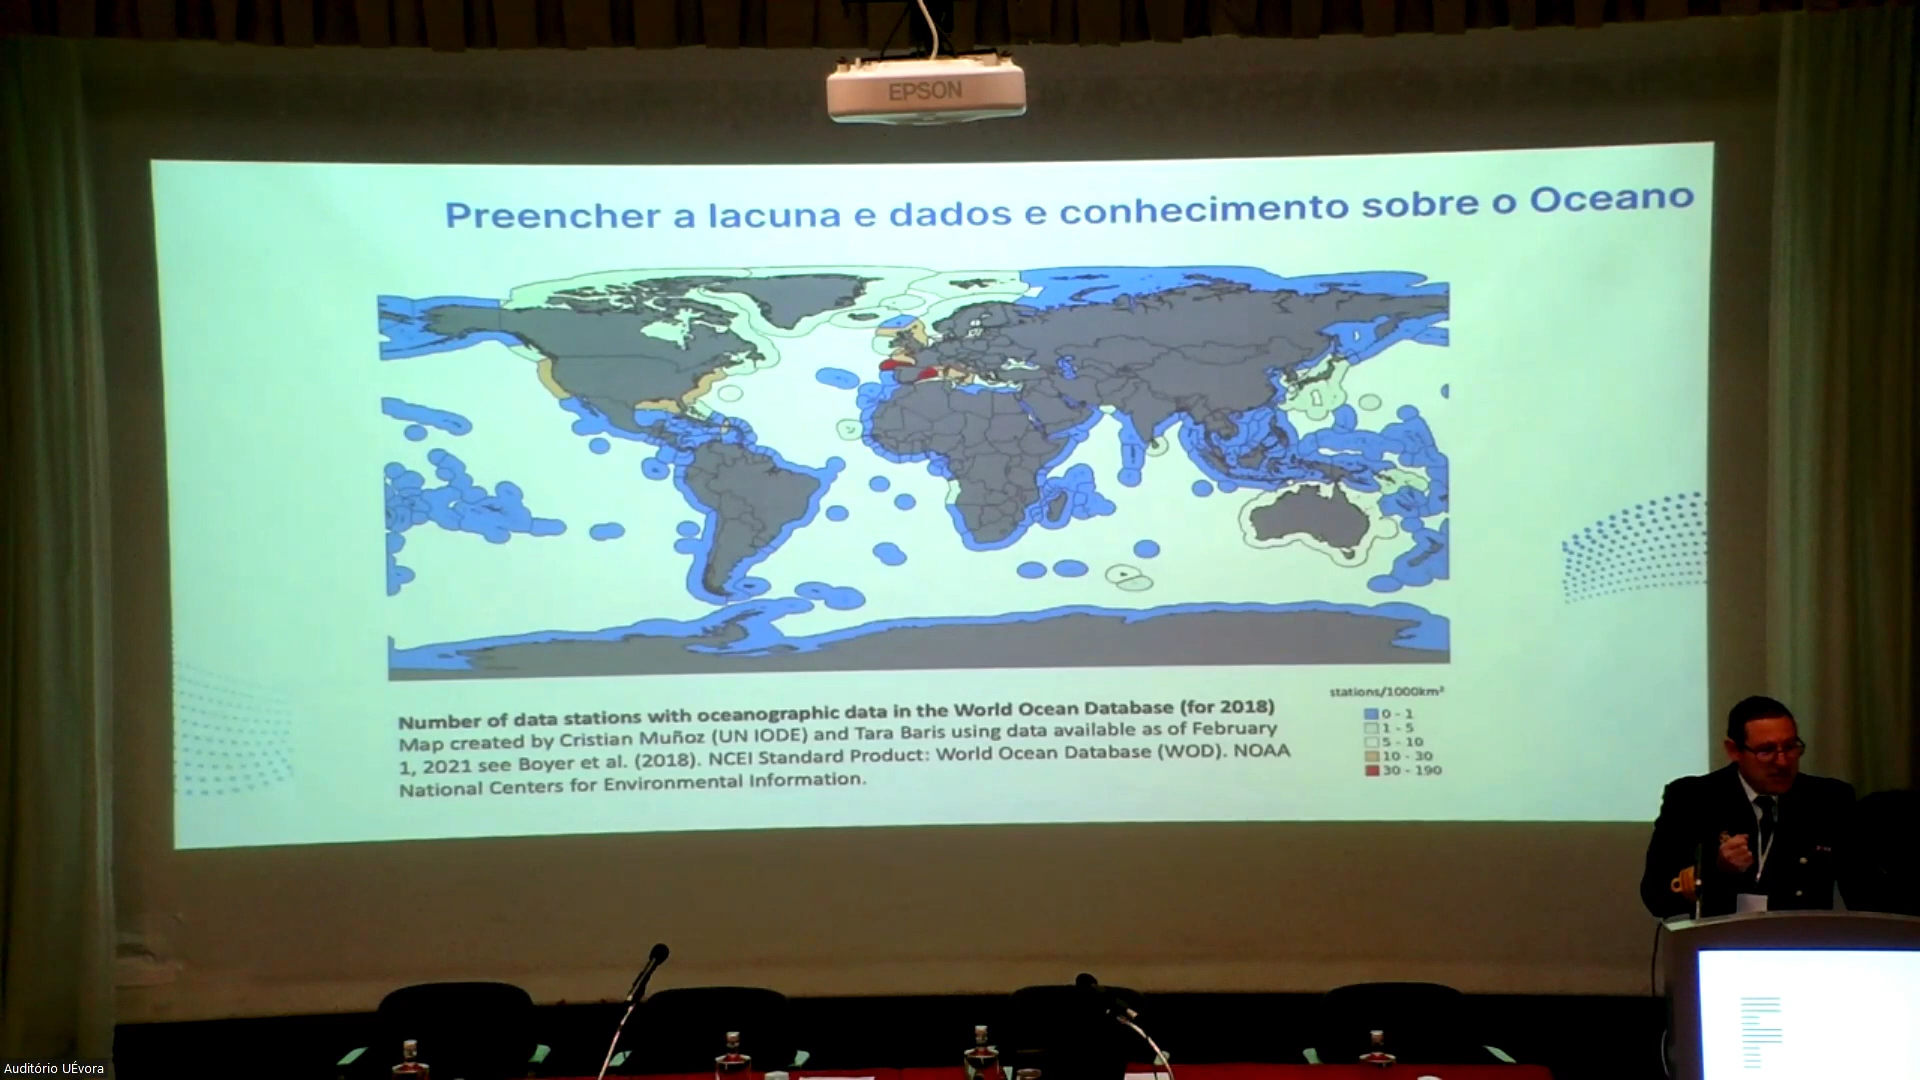 EPSON
Preencher a lacuna e dados e conhecimento sobre o Oceano
Number of data stations with oceanographic data in the World Ocean Database (for 2018)
Map created by Cristian Muñoz (UN IODE) and Tara Baris using data available as of February
1, 2021 see Boyer et al. (2018). NCEI Standard Product: World Ocean Database (WOD). NOAA
National Centers for Environmental Information.
stations/1000km²
0 - 1
1 - 5
5 - 10
10 - 30
30 - 190
Auditório UÉvora